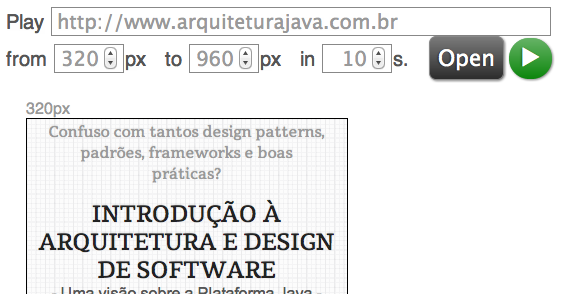 Play http://www.arquiteturajava.com.br
from 320 px to 960 px in 10 s. Open
320px
Confuso com tantos design patterns,
padrões, frameworks e boas
práticas?
INTRODUÇÃO À
ARQUITETURA E DESIGN
DE SOFTWARE
- Uma visão sobre a Plataforma Java -